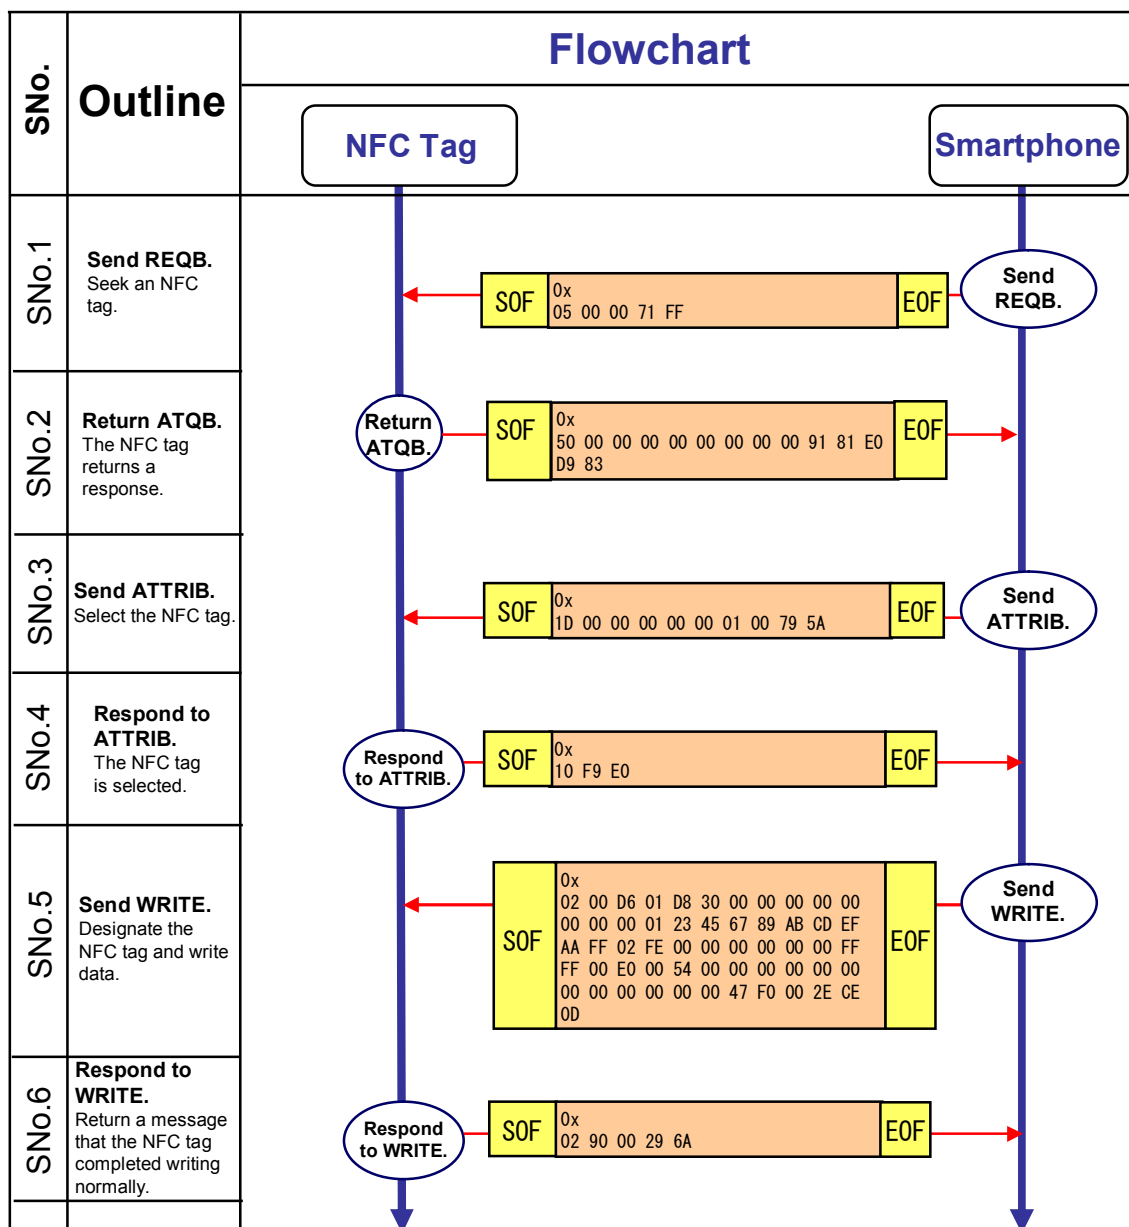 SNo.
Outline
Flowchart
NFC Tag
Smartphone
SNo.1
Send REQB.
Seek an NFC
tag.
SOF
0x
05 00 00 71 FF
EOF
Send
REQB.
SNo.2
Return ATQB.
The NFC tag
returns a
response.
Return
ATQB.
SOF
0x
50 00 00 00 00 00 00 00 00 91 81 E0
D9 83
EOF
SNo.3
Send ATTRIB.
Select the NFC tag.
SOF
0x
1D 00 00 00 00 00 01 00 79 5A
EOF
Send
ATTRIB.
SNo.4
Respond to
ATTRIB.
The NFC tag
is selected.
Respond
to ATTRIB.
SOF
0x
10 F9 E0
EOF
SNo.5
Send WRITE.
Designate the
NFC tag and write
data.
SOF
0x
02 00 D6 01 D8 30 00 00 00 00 00
00 00 00 01 23 45 67 89 AB CD EF
AA FF 02 FE 00 00 00 00 00 00 FF
FF 00 E0 00 54 00 00 00 00 00 00
00 00 00 00 00 00 47 F0 00 2E CE
0D
EOF
Send
WRITE.
SNo.6
Respond to
WRITE.
Return a message
that the NFC tag
completed writing
normally.
Respond
to WRITE.
SOF
0x
02 90 00 29 6A
EOF